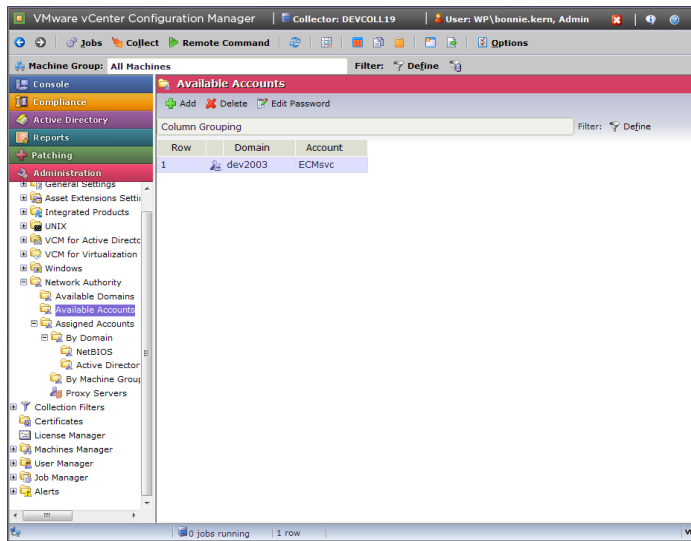 VMware vCenter Configuration Manager | Collector: DEVCOLL19 | User: WP\bonnie.kern, Admin
Jobs Collect Remote Command Options
Machine Group: All Machines Filter: Define
Console
Compliance
Active Directory
Reports
Patching
Administration
General Settings
Asset Extensions Setti
Integrated Products
UNIX
VCM for Active Directo
VCM for Virtualization
Windows
Network Authority
Available Domains
Available Accounts
Assigned Accounts
By Domain
NetBIOS
Active Director
By Machine Group
Proxy Servers
Collection Filters
Certificates
License Manager
Machines Manager
User Manager
Job Manager
Alerts
Available Accounts
Add Delete Edit Password
Column Grouping Filter: Define
Row Domain Account
1 dev2003 ECMsvc
0 jobs running 1 row